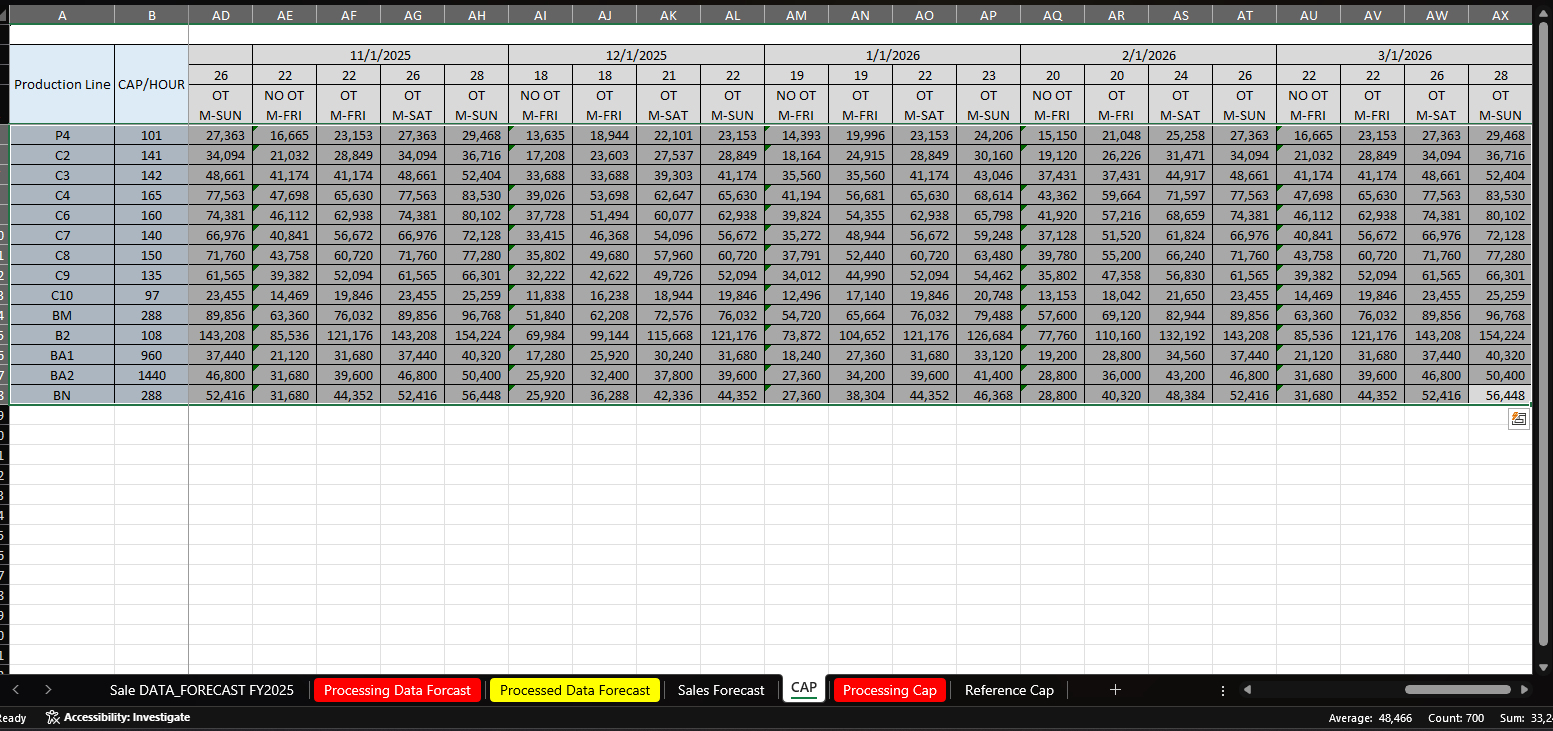 A B AD AE AF AG AH AI AJ AK AL AM AN AO AP AQ AR AS AT AU AV AW AX
11/1/2025 12/1/2025 1/1/2026 2/1/2026 3/1/2026
Production Line CAP/HOUR
26 22 22 26 28 18 18 21 22 19 19 22 23 20 20 24 26 22 22 26 28
OT NO OT OT OT OT NO OT OT OT OT NO OT OT OT OT NO OT OT OT OT NO OT OT OT OT
M-SUN M-FRI M-FRI M-SAT M-SUN M-FRI M-FRI M-SAT M-SUN M-FRI M-FRI M-SAT M-SUN M-FRI M-FRI M-SAT M-SUN M-FRI M-FRI M-SAT M-SUN
P4 101 27,363 16,665 23,153 27,363 29,468 13,635 18,944 22,101 23,153 14,393 19,996 23,153 24,206 15,150 21,048 25,258 27,363 16,665 23,153 27,363 29,468
C2 141 34,094 21,032 28,849 34,094 36,716 17,208 23,603 27,537 28,849 18,164 24,915 28,849 30,160 19,120 26,226 31,471 34,094 21,032 28,849 34,094 36,716
C3 142 48,661 41,174 41,174 48,661 52,404 33,688 33,688 39,303 41,174 35,560 35,560 41,174 43,046 37,431 37,431 44,917 48,661 41,174 41,174 48,661 52,404
C4 165 77,563 47,698 65,630 77,563 83,530 39,026 53,698 62,647 65,630 41,194 56,681 65,630 68,614 43,362 59,664 71,597 77,563 47,698 65,630 77,563 83,530
C6 160 74,381 46,112 62,938 74,381 80,102 37,728 51,494 60,077 62,938 39,824 54,355 62,938 65,798 41,920 57,216 68,659 74,381 46,112 62,938 74,381 80,102
C7 140 66,976 40,841 56,672 66,976 72,128 33,415 46,368 54,096 56,672 35,272 48,944 56,672 59,248 37,128 51,520 61,824 66,976 40,841 56,672 66,976 72,128
C8 150 71,760 43,758 60,720 71,760 77,280 35,802 49,680 57,960 60,720 37,791 52,440 60,720 63,480 39,780 55,200 66,240 71,760 43,758 60,720 71,760 77,280
C9 135 61,565 39,382 52,094 61,565 66,301 32,222 42,622 49,726 52,094 34,012 44,990 52,094 54,462 35,802 47,358 56,830 61,565 39,382 52,094 61,565 66,301
C10 97 23,455 14,469 19,846 23,455 25,259 11,838 16,238 18,944 19,846 12,496 17,140 19,846 20,748 13,153 18,042 21,650 23,455 14,469 19,846 23,455 25,259
BM 288 89,856 63,360 76,032 89,856 96,768 51,840 62,208 72,576 76,032 54,720 65,664 76,032 79,488 57,600 69,120 82,944 89,856 63,360 76,032 89,856 96,768
B2 108 143,208 85,536 121,176 143,208 154,224 69,984 99,144 115,668 121,176 73,872 104,652 121,176 126,684 77,760 110,160 132,192 143,208 85,536 121,176 143,208 154,224
BA1 960 37,440 21,120 31,680 37,440 40,320 17,280 25,920 30,240 31,680 18,240 27,360 31,680 33,120 19,200 28,800 34,560 37,440 21,120 31,680 37,440 40,320
BA2 1440 46,800 31,680 39,600 46,800 50,400 25,920 32,400 37,800 39,600 27,360 34,200 39,600 41,400 28,800 36,000 43,200 46,800 31,680 39,600 46,800 50,400
BN 288 52,416 31,680 44,352 52,416 56,448 25,920 36,288 42,336 44,352 27,360 38,304 44,352 46,368 28,800 40,320 48,384 52,416 31,680 44,352 52,416 56,448
Sale DATA_FORECAST FY2025 Processing Data Forcast Processed Data Forecast Sales Forecast CAP Processing Cap Reference Cap
Accessibility: Investigate Average: 48,466 Count: 700 Sum: